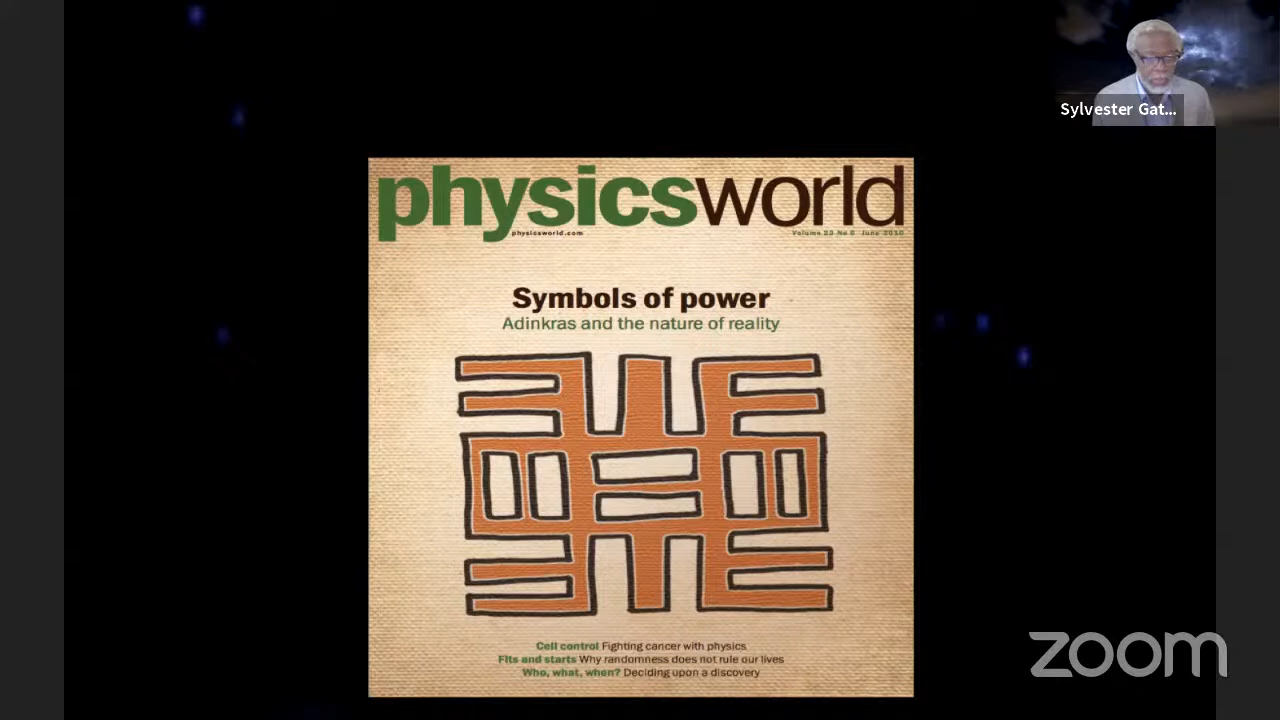 Sylvester Gat...
physicsworld
physicsworld.com
Volume 23 No 6 June 2010
Symbols of power
Adinkras and the nature of reality
Cell control Fighting cancer with physics
Fits and starts Why randomness does not rule our lives
Who, what, when? Deciding upon a discovery
zoom